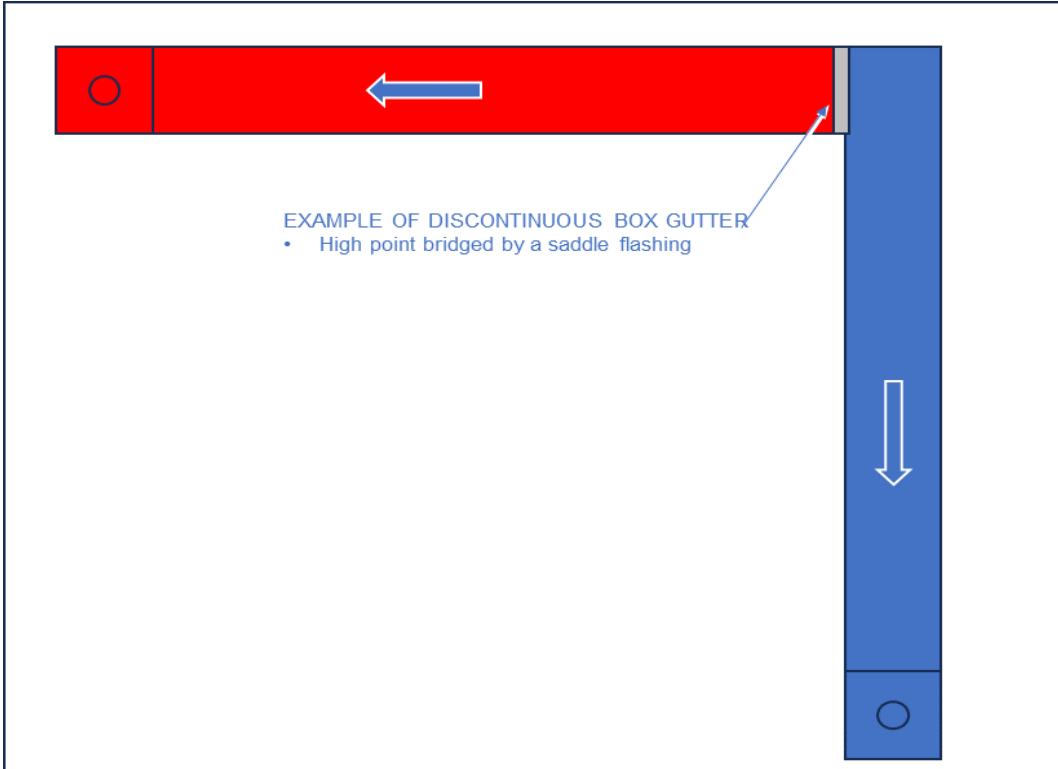 EXAMPLE OF DISCONTINUOUS BOX GUTTER
• High point bridged by a saddle flashing